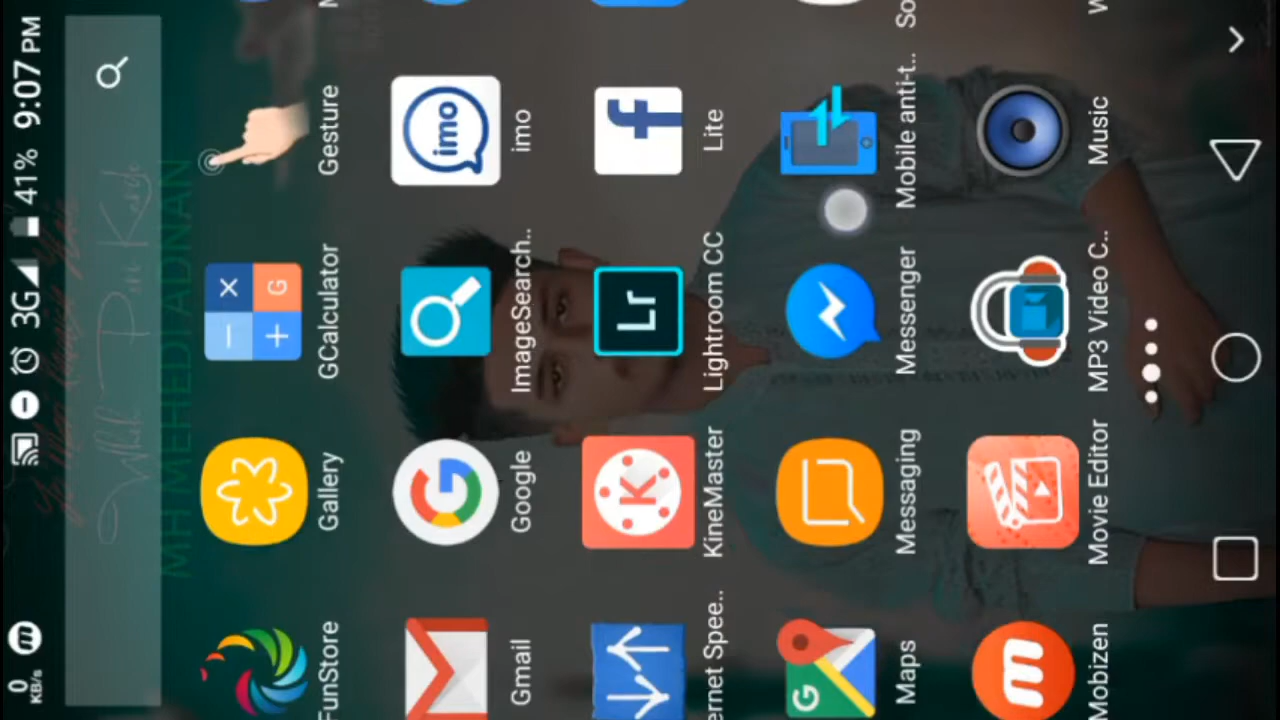 0 KB/s 3G 41% 9:07 PM
MH MEHEDI ADNAN
FunStore Gallery GCalculator Gesture
Gmail Google ImageSearch.. imo
ernet Spee.. KineMaster Lightroom CC Lite
Maps Messaging Messenger Mobile anti-t..
Mobizen Movie Editor MP3 Video C.. Music